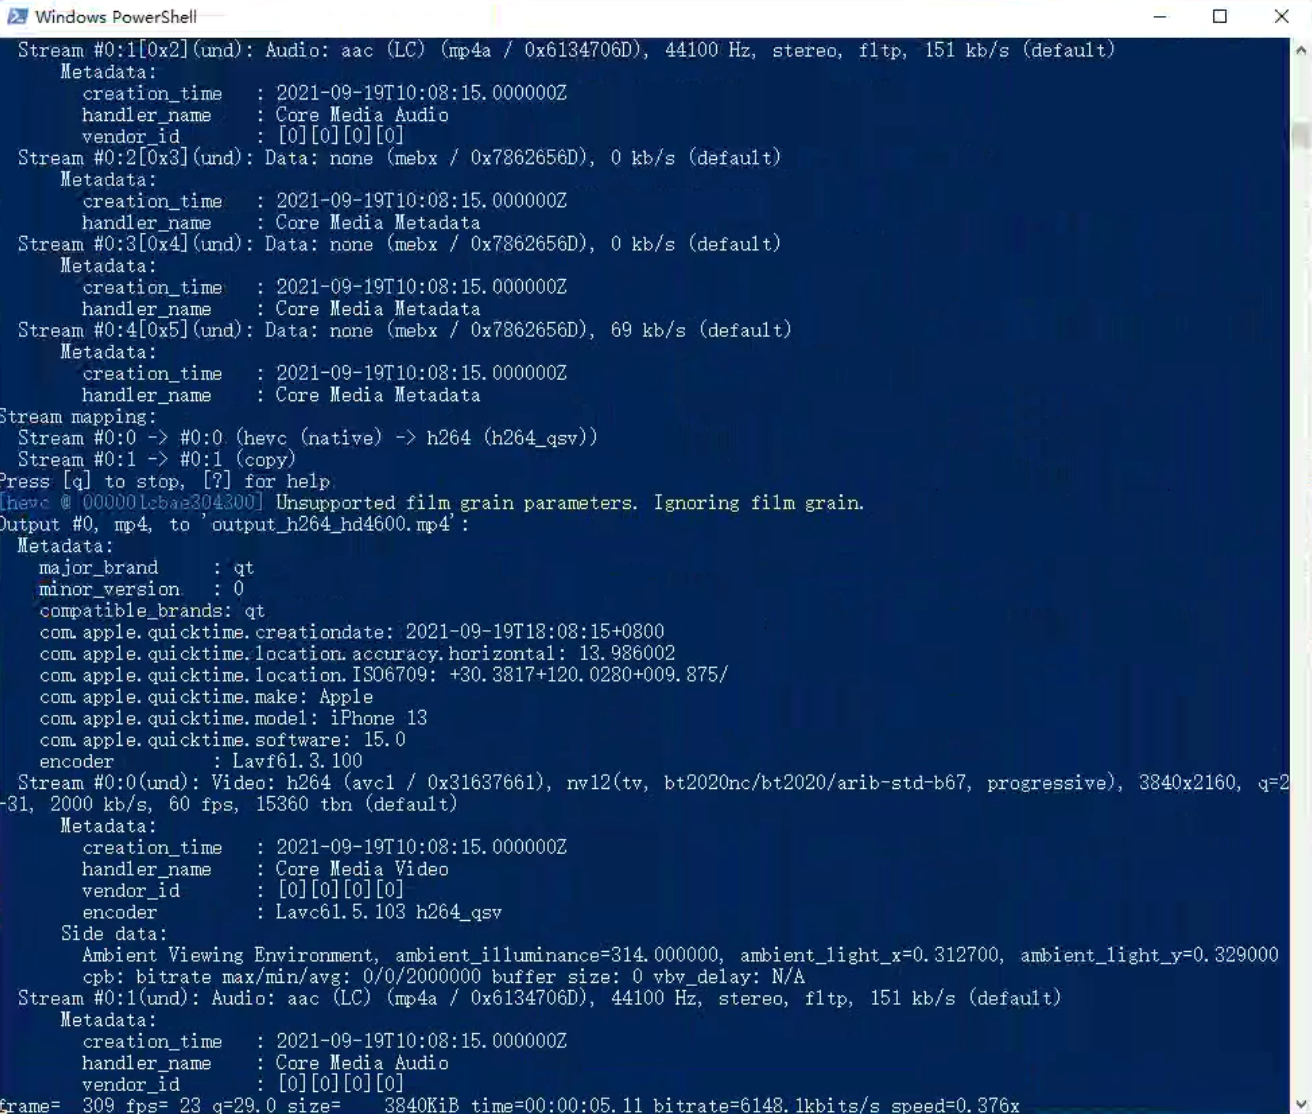 Windows PowerShell
Stream #0:1[0x2](und): Audio: aac (LC) (mp4a / 0x6134706D), 44100 Hz, stereo, fltp, 151 kb/s (default)
Metadata:
creation_time : 2021-09-19T10:08:15.000000Z
handler_name : Core Media Audio
vendor_id : [0][0][0][0]
Stream #0:2[0x3](und): Data: none (mebx / 0x7862656D), 0 kb/s (default)
Metadata:
creation_time : 2021-09-19T10:08:15.000000Z
handler_name : Core Media Metadata
Stream #0:3[0x4](und): Data: none (mebx / 0x7862656D), 0 kb/s (default)
Metadata:
creation_time : 2021-09-19T10:08:15.000000Z
handler_name : Core Media Metadata
Stream #0:4[0x5](und): Data: none (mebx / 0x7862656D), 69 kb/s (default)
Metadata:
creation_time : 2021-09-19T10:08:15.000000Z
handler_name : Core Media Metadata
Stream mapping:
Stream #0:0 -> #0:0 (hevc (native) -> h264 (h264_qsv))
Stream #0:1 -> #0:1 (copy)
Press [q] to stop, [?] for help
[hevc @ 000001cbae304300] Unsupported film grain parameters. Ignoring film grain.
Output #0, mp4, to 'output_h264_hd4600.mp4':
Metadata:
major_brand : qt
minor_version : 0
compatible_brands: qt
com.apple.quicktime.creationdate: 2021-09-19T18:08:15+0800
com.apple.quicktime.location.accuracy.horizontal: 13.986002
com.apple.quicktime.location.ISO6709: +30.3817+120.0280+009.875/
com.apple.quicktime.make: Apple
com.apple.quicktime.model: iPhone 13
com.apple.quicktime.software: 15.0
encoder : Lavf61.3.100
Stream #0:0(und): Video: h264 (avc1 / 0x31637661), nv12(tv, bt2020nc/bt2020/arib-std-b67, progressive), 3840x2160, q=2
-31, 2000 kb/s, 60 fps, 15360 tbn (default)
Metadata:
creation_time : 2021-09-19T10:08:15.000000Z
handler_name : Core Media Video
vendor_id : [0][0][0][0]
encoder : Lavc61.5.103 h264_qsv
Side data:
Ambient Viewing Environment, ambient_illuminance=314.000000, ambient_light_x=0.312700, ambient_light_y=0.329000
cpb: bitrate max/min/avg: 0/0/2000000 buffer size: 0 vbv_delay: N/A
Stream #0:1(und): Audio: aac (LC) (mp4a / 0x6134706D), 44100 Hz, stereo, fltp, 151 kb/s (default)
Metadata:
creation_time : 2021-09-19T10:08:15.000000Z
handler_name : Core Media Audio
vendor_id : [0][0][0][0]
frame= 309 fps= 23 q=29.0 size= 3840KiB time=00:00:05.11 bitrate=6148.1kbits/s speed=0.376x